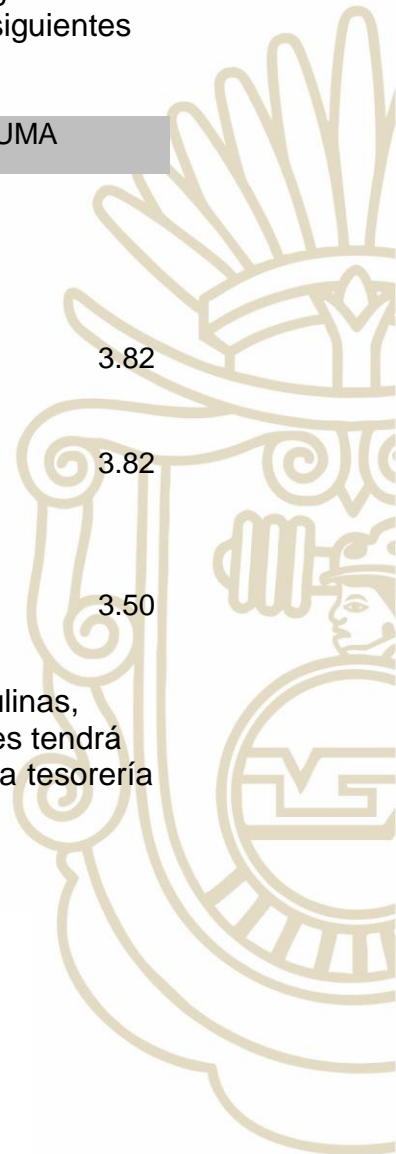 siguientes
UMA
3.82
3.82
3.50
ulinas,
es tendrá
a tesorería